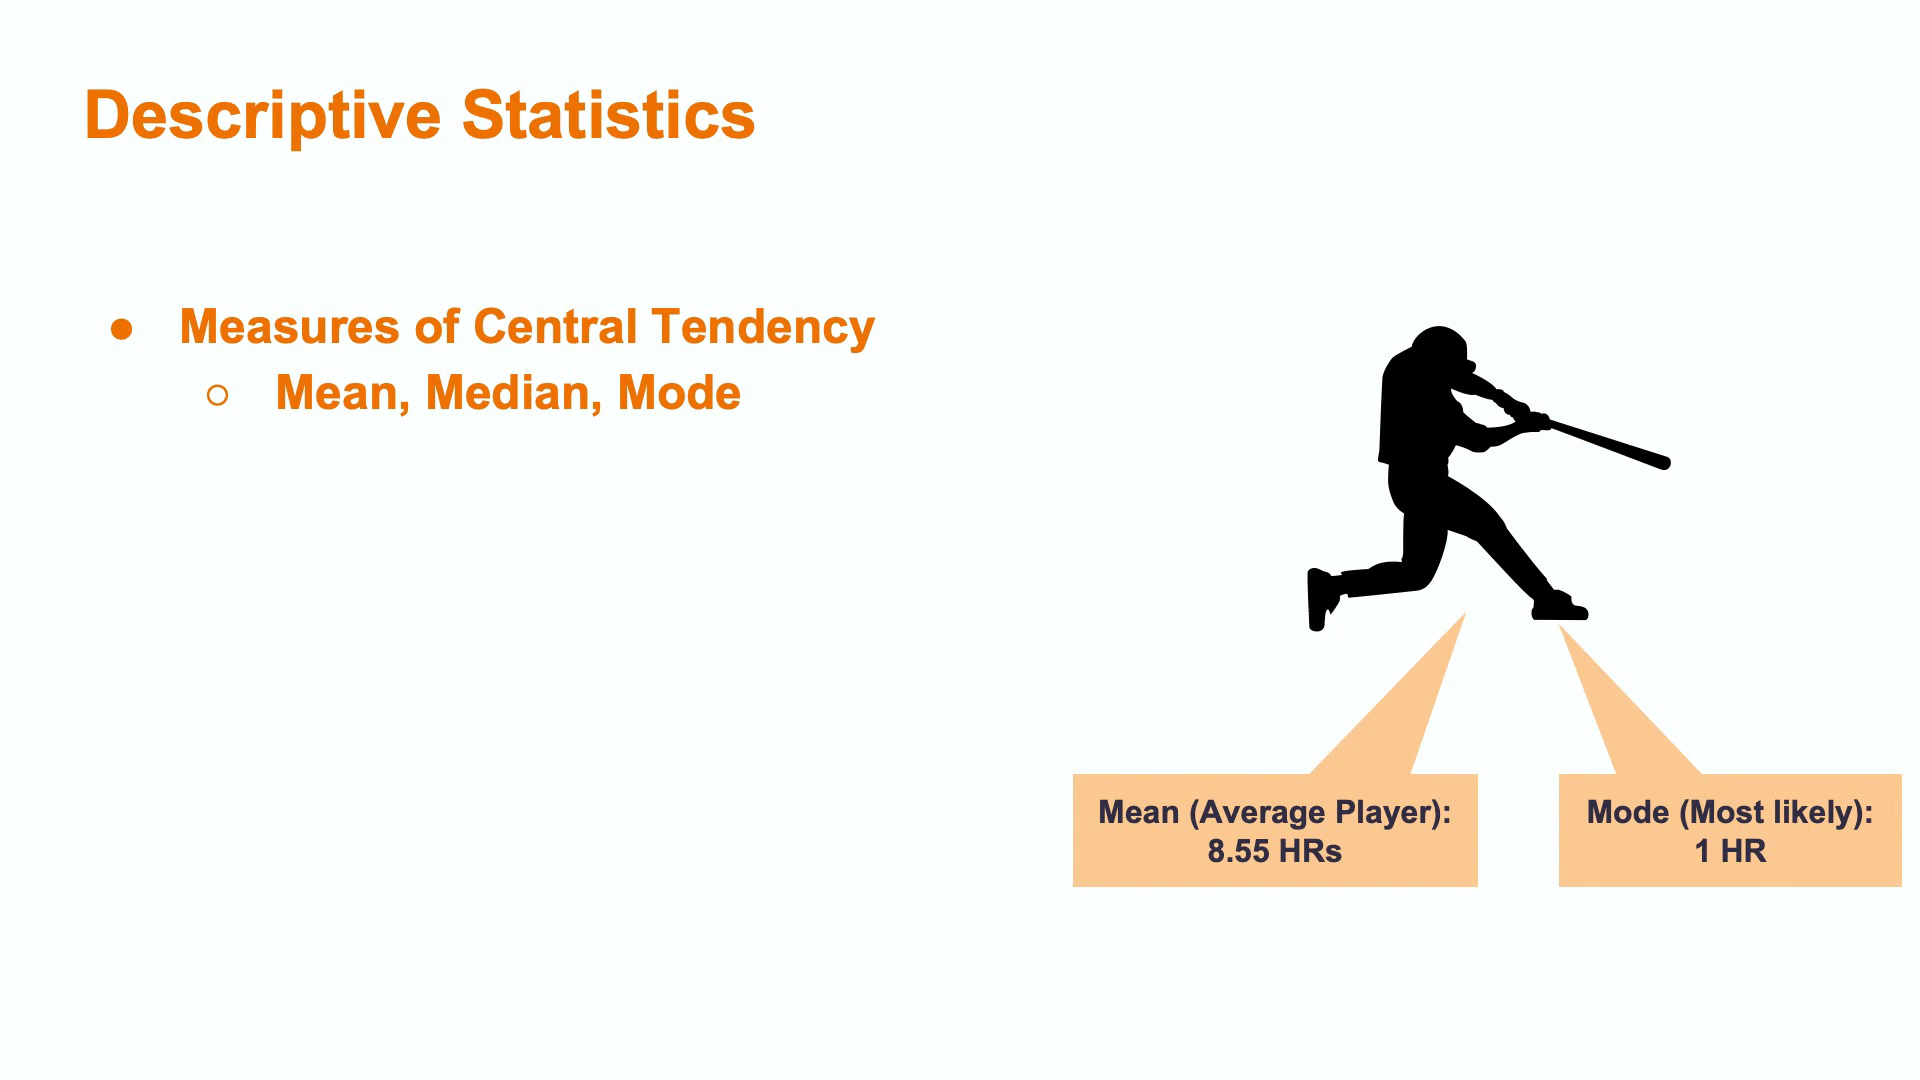 Descriptive Statistics
● Measures of Central Tendency
○ Mean, Median, Mode
Mean (Average Player):
8.55 HRs
Mode (Most likely):
1 HR